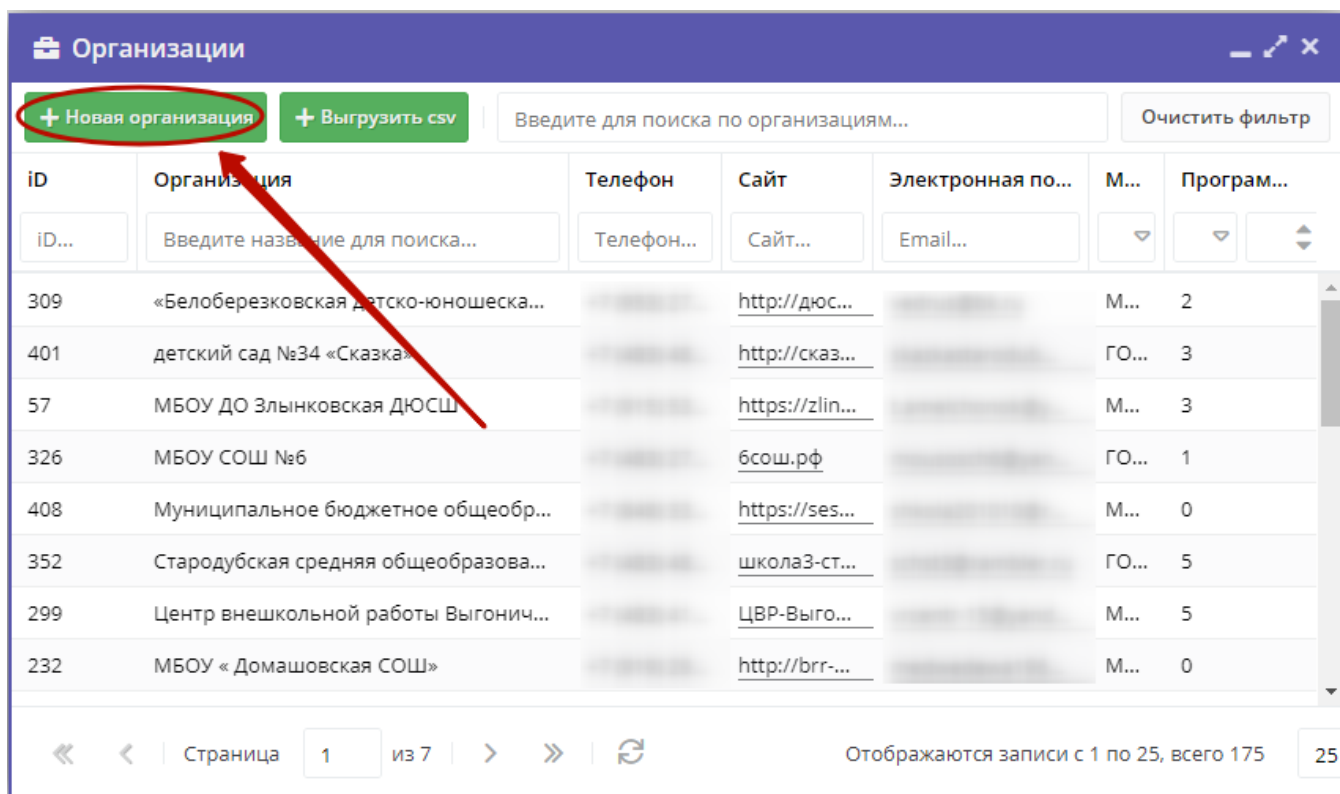 Организации
Новая организация Выгрузить csv Введите для поиска по организациям... Очистить фильтр
iD Организация Телефон Сайт Электронная по... М... Програм...
iD... Введите название для поиска... Телефон... Сайт... Email...
309 «Белоберезковская детско-юношеска... http://дюс... М... 2
401 детский сад №34 «Сказка» http://сказ... ГО... 3
57 МБОУ ДО Злынковская ДЮСШ https://zlin... М... 3
326 МБОУ СОШ №6 6сош.рф ГО... 1
408 Муниципальное бюджетное общеобр... https://ses... М... 0
352 Стародубская средняя общеобразова... школа3-ст... ГО... 5
299 Центр внешкольной работы Выгонич... ЦВР-Выго... М... 5
232 МБОУ « Домашовская СОШ» http://brr-... М... 0
Страница 1 из 7 Отображаются записи с 1 по 25, всего 175 25